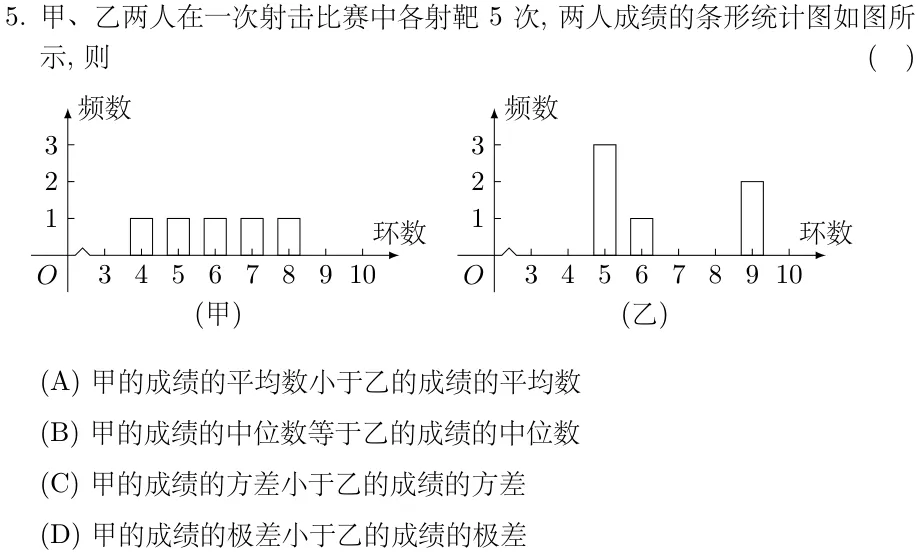 5. 甲、乙两人在一次射击比赛中各射靶 5 次, 两人成绩的条形统计图如图所
示, 则 ( )
频数
3
2
1
环数
O 3 4 5 6 7 8 9 10
(甲)
频数
3
2
1
环数
O 3 4 5 6 7 8 9 10
(乙)
(A) 甲的成绩的平均数小于乙的成绩的平均数
(B) 甲的成绩的中位数等于乙的成绩的中位数
(C) 甲的成绩的方差小于乙的成绩的方差
(D) 甲的成绩的极差小于乙的成绩的极差